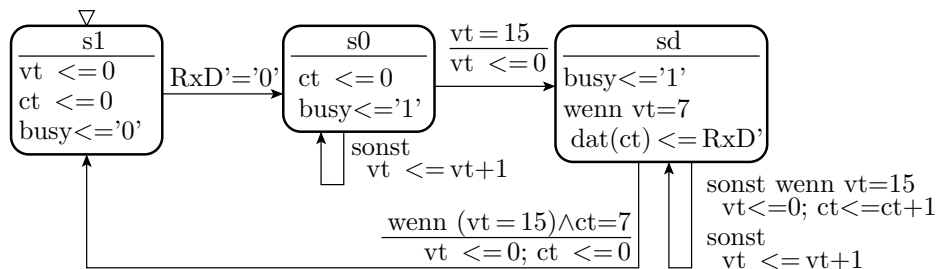 s1
vt <= 0
ct <= 0
busy<='0'
RxD'='0'
s0
ct <= 0
busy<='1'
sonst
vt <= vt+1
vt = 15
vt <= 0
sd
busy<='1'
wenn vt=7
dat(ct) <= RxD'
wenn (vt = 15)∧ct=7
vt <= 0; ct <= 0
sonst wenn vt=15
vt<=0; ct<=ct+1
sonst
vt <= vt+1